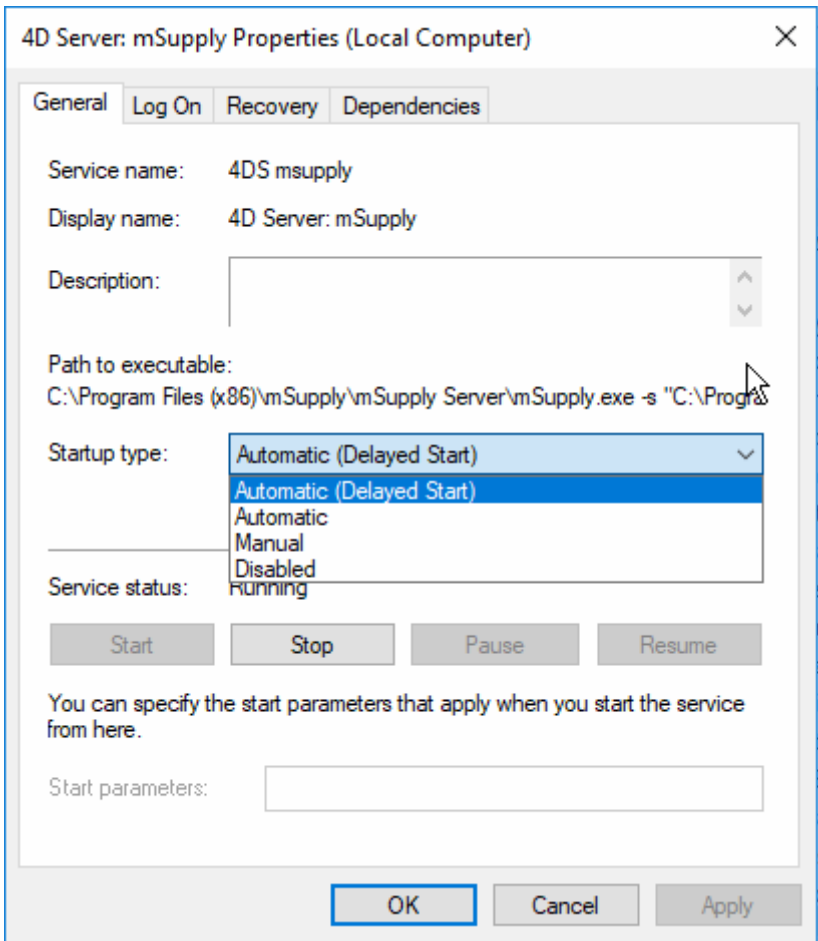 4D Server: mSupply Properties (Local Computer)
General Log On Recovery Dependencies
Service name: 4DS msupply
Display name: 4D Server: mSupply
Description:
Path to executable:
C:\Program Files (x86)\mSupply\mSupply Server\mSupply.exe -s "C:\Progra
Startup type: Automatic (Delayed Start)
Automatic (Delayed Start)
Automatic
Manual
Disabled
Service status: Running
Start Stop Pause Resume
You can specify the start parameters that apply when you start the service
from here.
Start parameters:
OK Cancel Apply